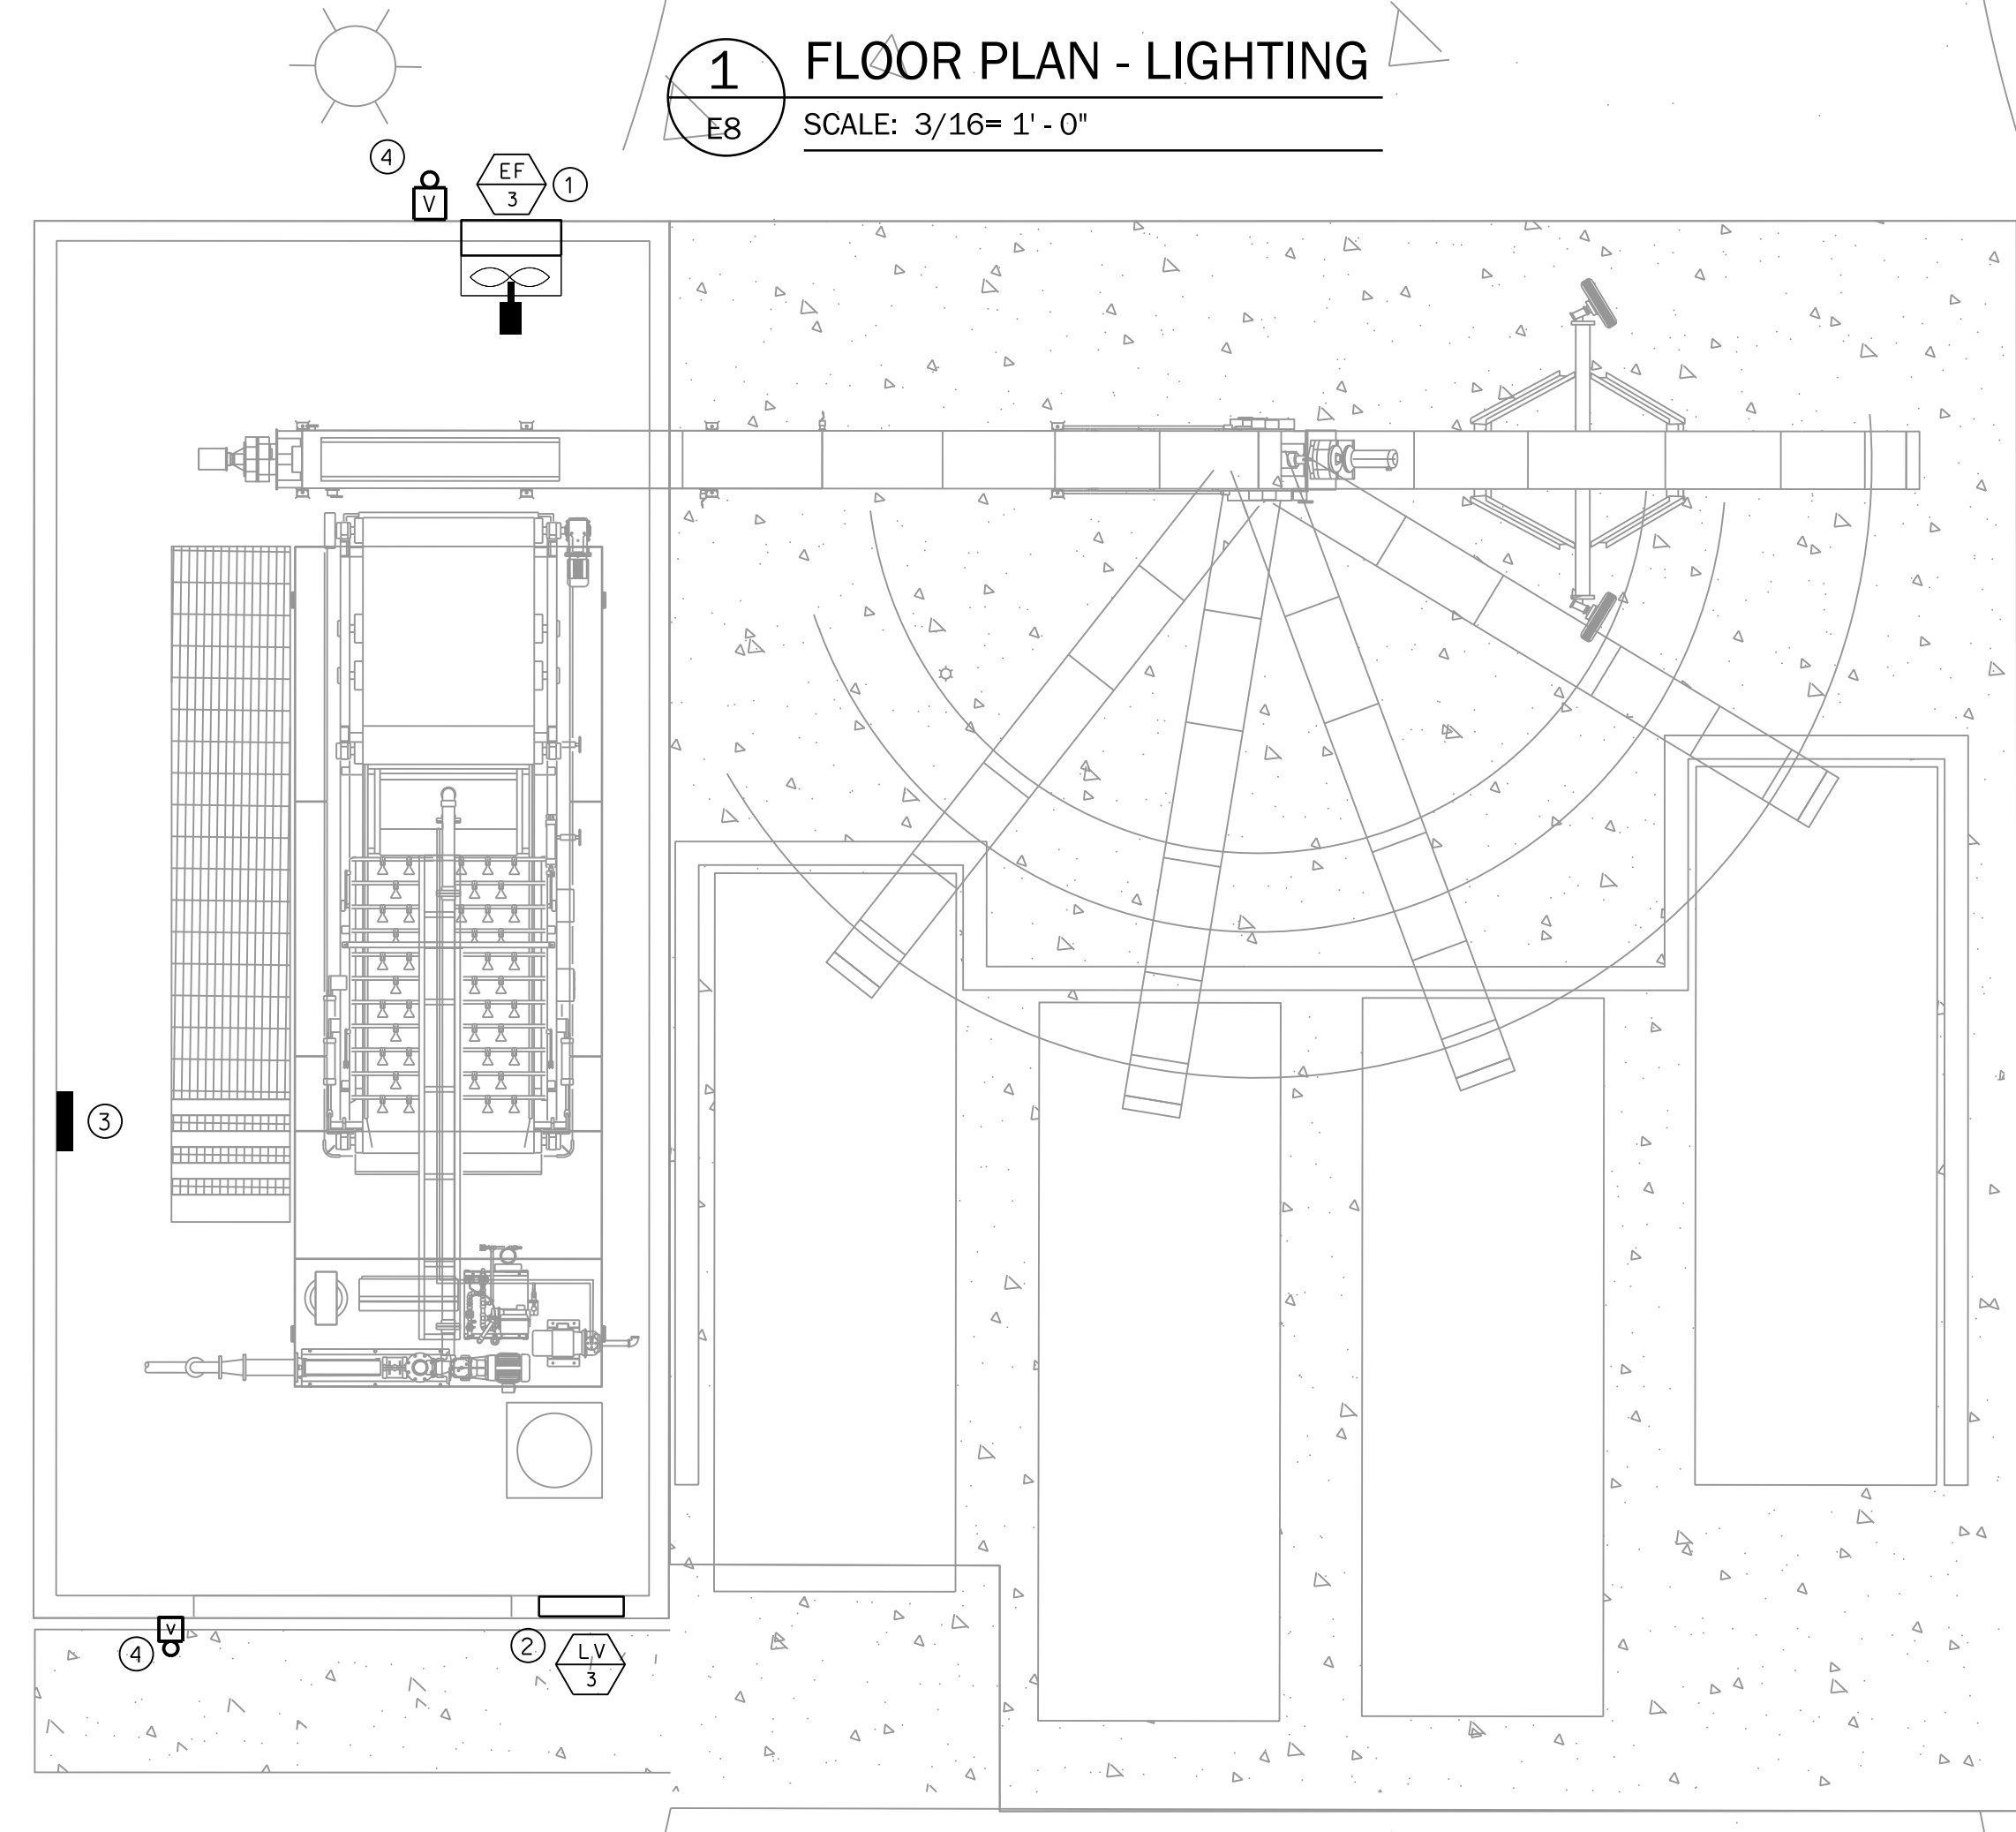 1
FLOOR PLAN - LIGHTING
E8
SCALE: 3/16= 1' - 0"
4
EF
3
1
V
3
V
4
2
LV
3